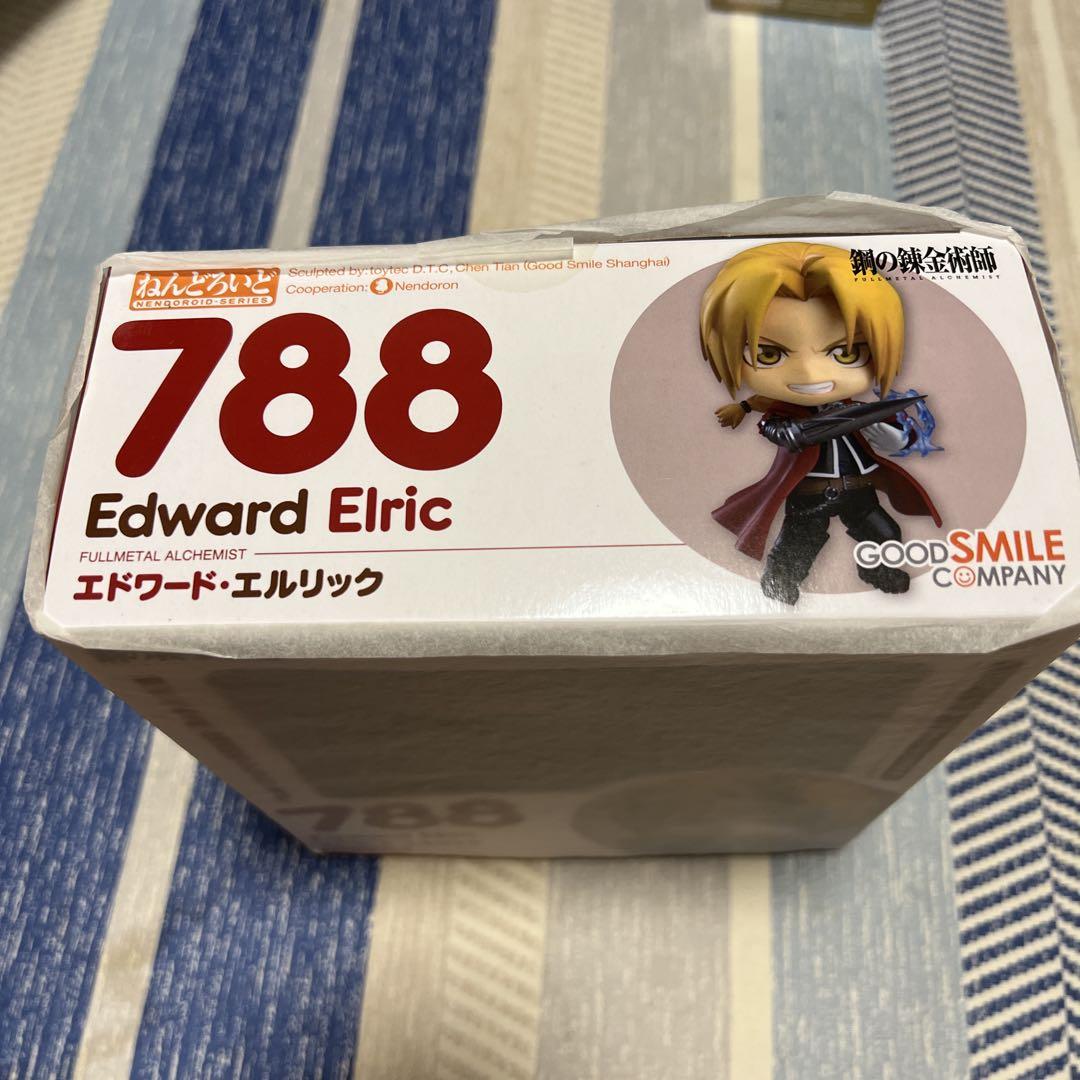 ねんどろいど
NENDOROID-SERIES
Sculpted by: toytec D.T.C, Chen Tian (Good Smile Shanghai)
Cooperation: Nendoron
788
Edward Elric
FULLMETAL ALCHEMIST
エドワード・エルリック
鋼の錬金術師
FULLMETAL ALCHEMIST
GOOD SMILE
COMPANY
788